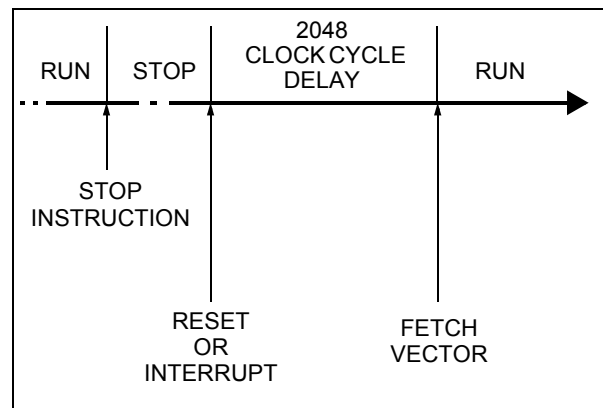 2048
CLOCK CYCLE
DELAY
RUN
STOP
RUN
STOP
INSTRUCTION
RESET
OR
INTERRUPT
FETCH
VECTOR